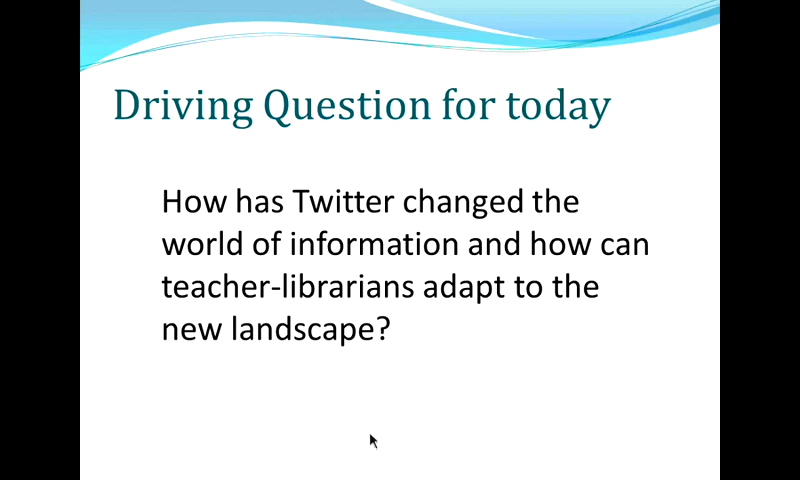 Driving Question for today
How has Twitter changed the
world of information and how can
teacher-librarians adapt to the
new landscape?